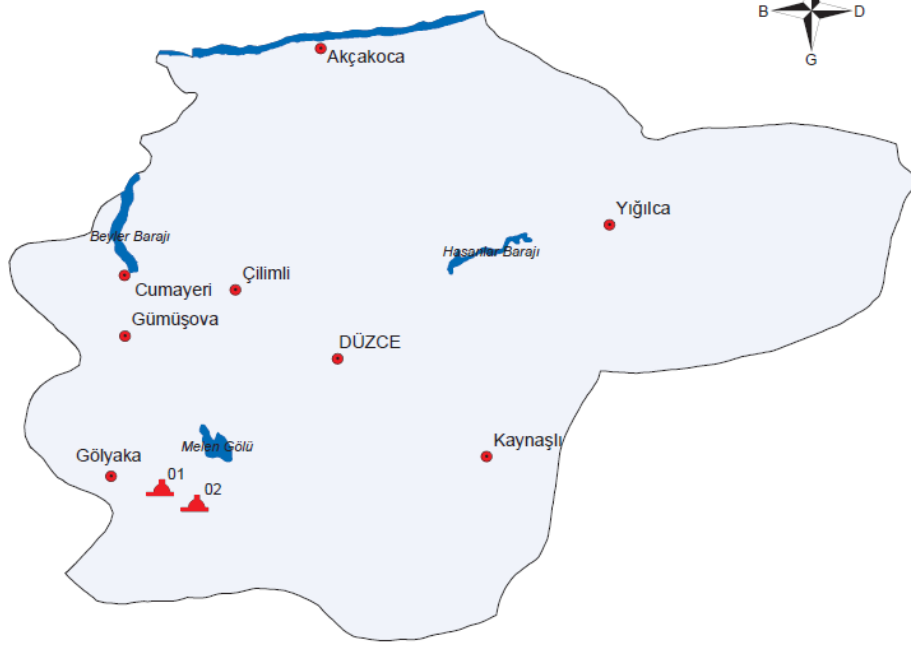 B
D
G
Akçakoca
Yığılca
Beyler Barajı
Hasanlar Barajı
Çilimli
Cumayeri
Gümüşova
DÜZCE
Melen Gölü
Kaynaşlı
Gölyaka
01
02